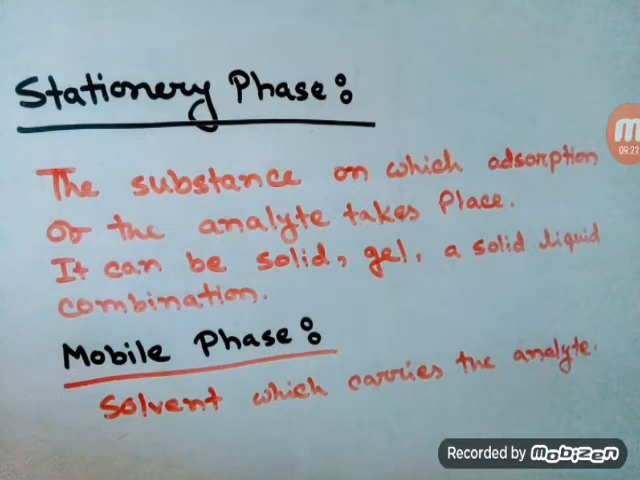 Stationery Phase:
The substance on which adsorption
of the analyte takes Place.
It can be solid, gel, a solid liquid
combination.
Mobile Phase:
Solvent which carries the analyte.
M
09:27
Recorded by Mobizen